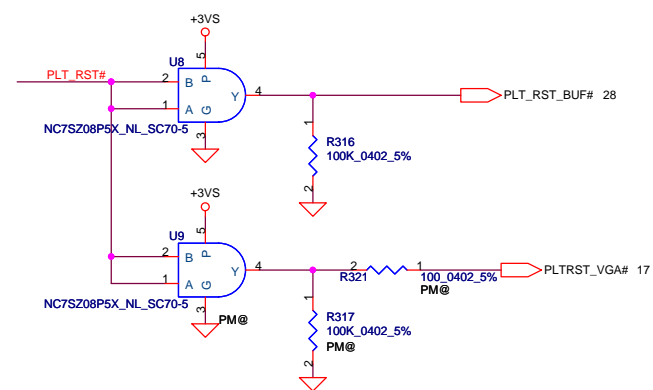 +3VS
U8
5
PLT_RST#
2
B
P
Y
4
PLT_RST_BUF# 28
1
A
G
3
NC7SZ08P5X_NL_SC70-5
1
R316
100K_0402_5%
2
+3VS
U9
5
2
B
P
Y
4
2
R321
1
100_0402_5%
PM@
PLTRST_VGA# 17
1
A
G
3
NC7SZ08P5X_NL_SC70-5
PM@
1
R317
100K_0402_5%
PM@
2